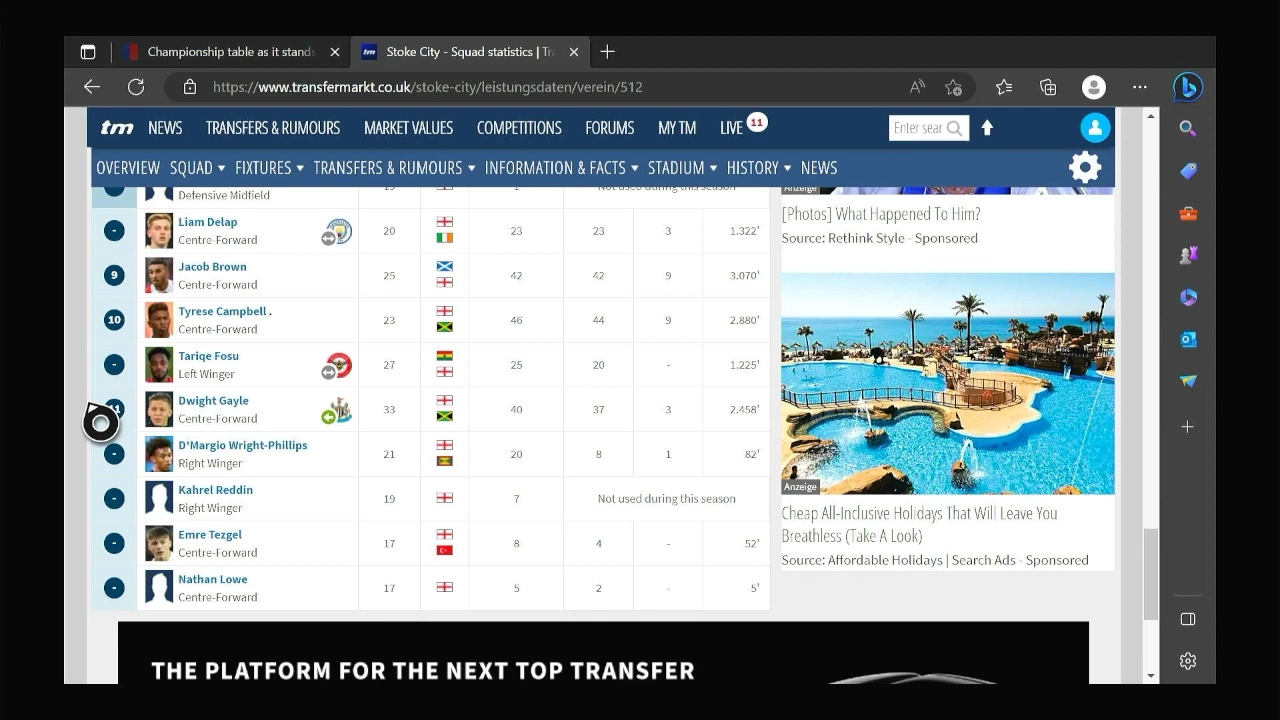 Championship table as it stands
tm Stoke City - Squad statistics | Tr
https://www.transfermarkt.co.uk/stoke-city/leistungsdaten/verein/512
tm NEWS TRANSFERS & RUMOURS MARKET VALUES COMPETITIONS FORUMS MY TM LIVE 11 Enter sear
OVERVIEW SQUAD FIXTURES TRANSFERS & RUMOURS INFORMATION & FACTS STADIUM HISTORY NEWS
Defensive Midfield 19 1 Not used during this season
- Liam Delap 20 23 23 3 1.322'
Centre-Forward
9 Jacob Brown 25 42 42 9 3.070'
Centre-Forward
10 Tyrese Campbell . 23 46 44 9 2.880'
Centre-Forward
- Tariqe Fosu 27 25 20 - 1.225'
Left Winger
Dwight Gayle 33 40 37 3 2.458'
Centre-Forward
- D'Margio Wright-Phillips 21 20 8 1 82'
Right Winger
- Kahrel Reddin 19 7 Not used during this season
Right Winger
- Emre Tezgel 17 8 4 - 52'
Centre-Forward
- Nathan Lowe 17 5 2 - 5'
Centre-Forward
Anzeige
[Photos] What Happened To Him?
Source: Rethink Style - Sponsored
Anzeige
Cheap All-Inclusive Holidays That Will Leave You
Breathless (Take A Look)
Source: Affordable Holidays | Search Ads - Sponsored
THE PLATFORM FOR THE NEXT TOP TRANSFER